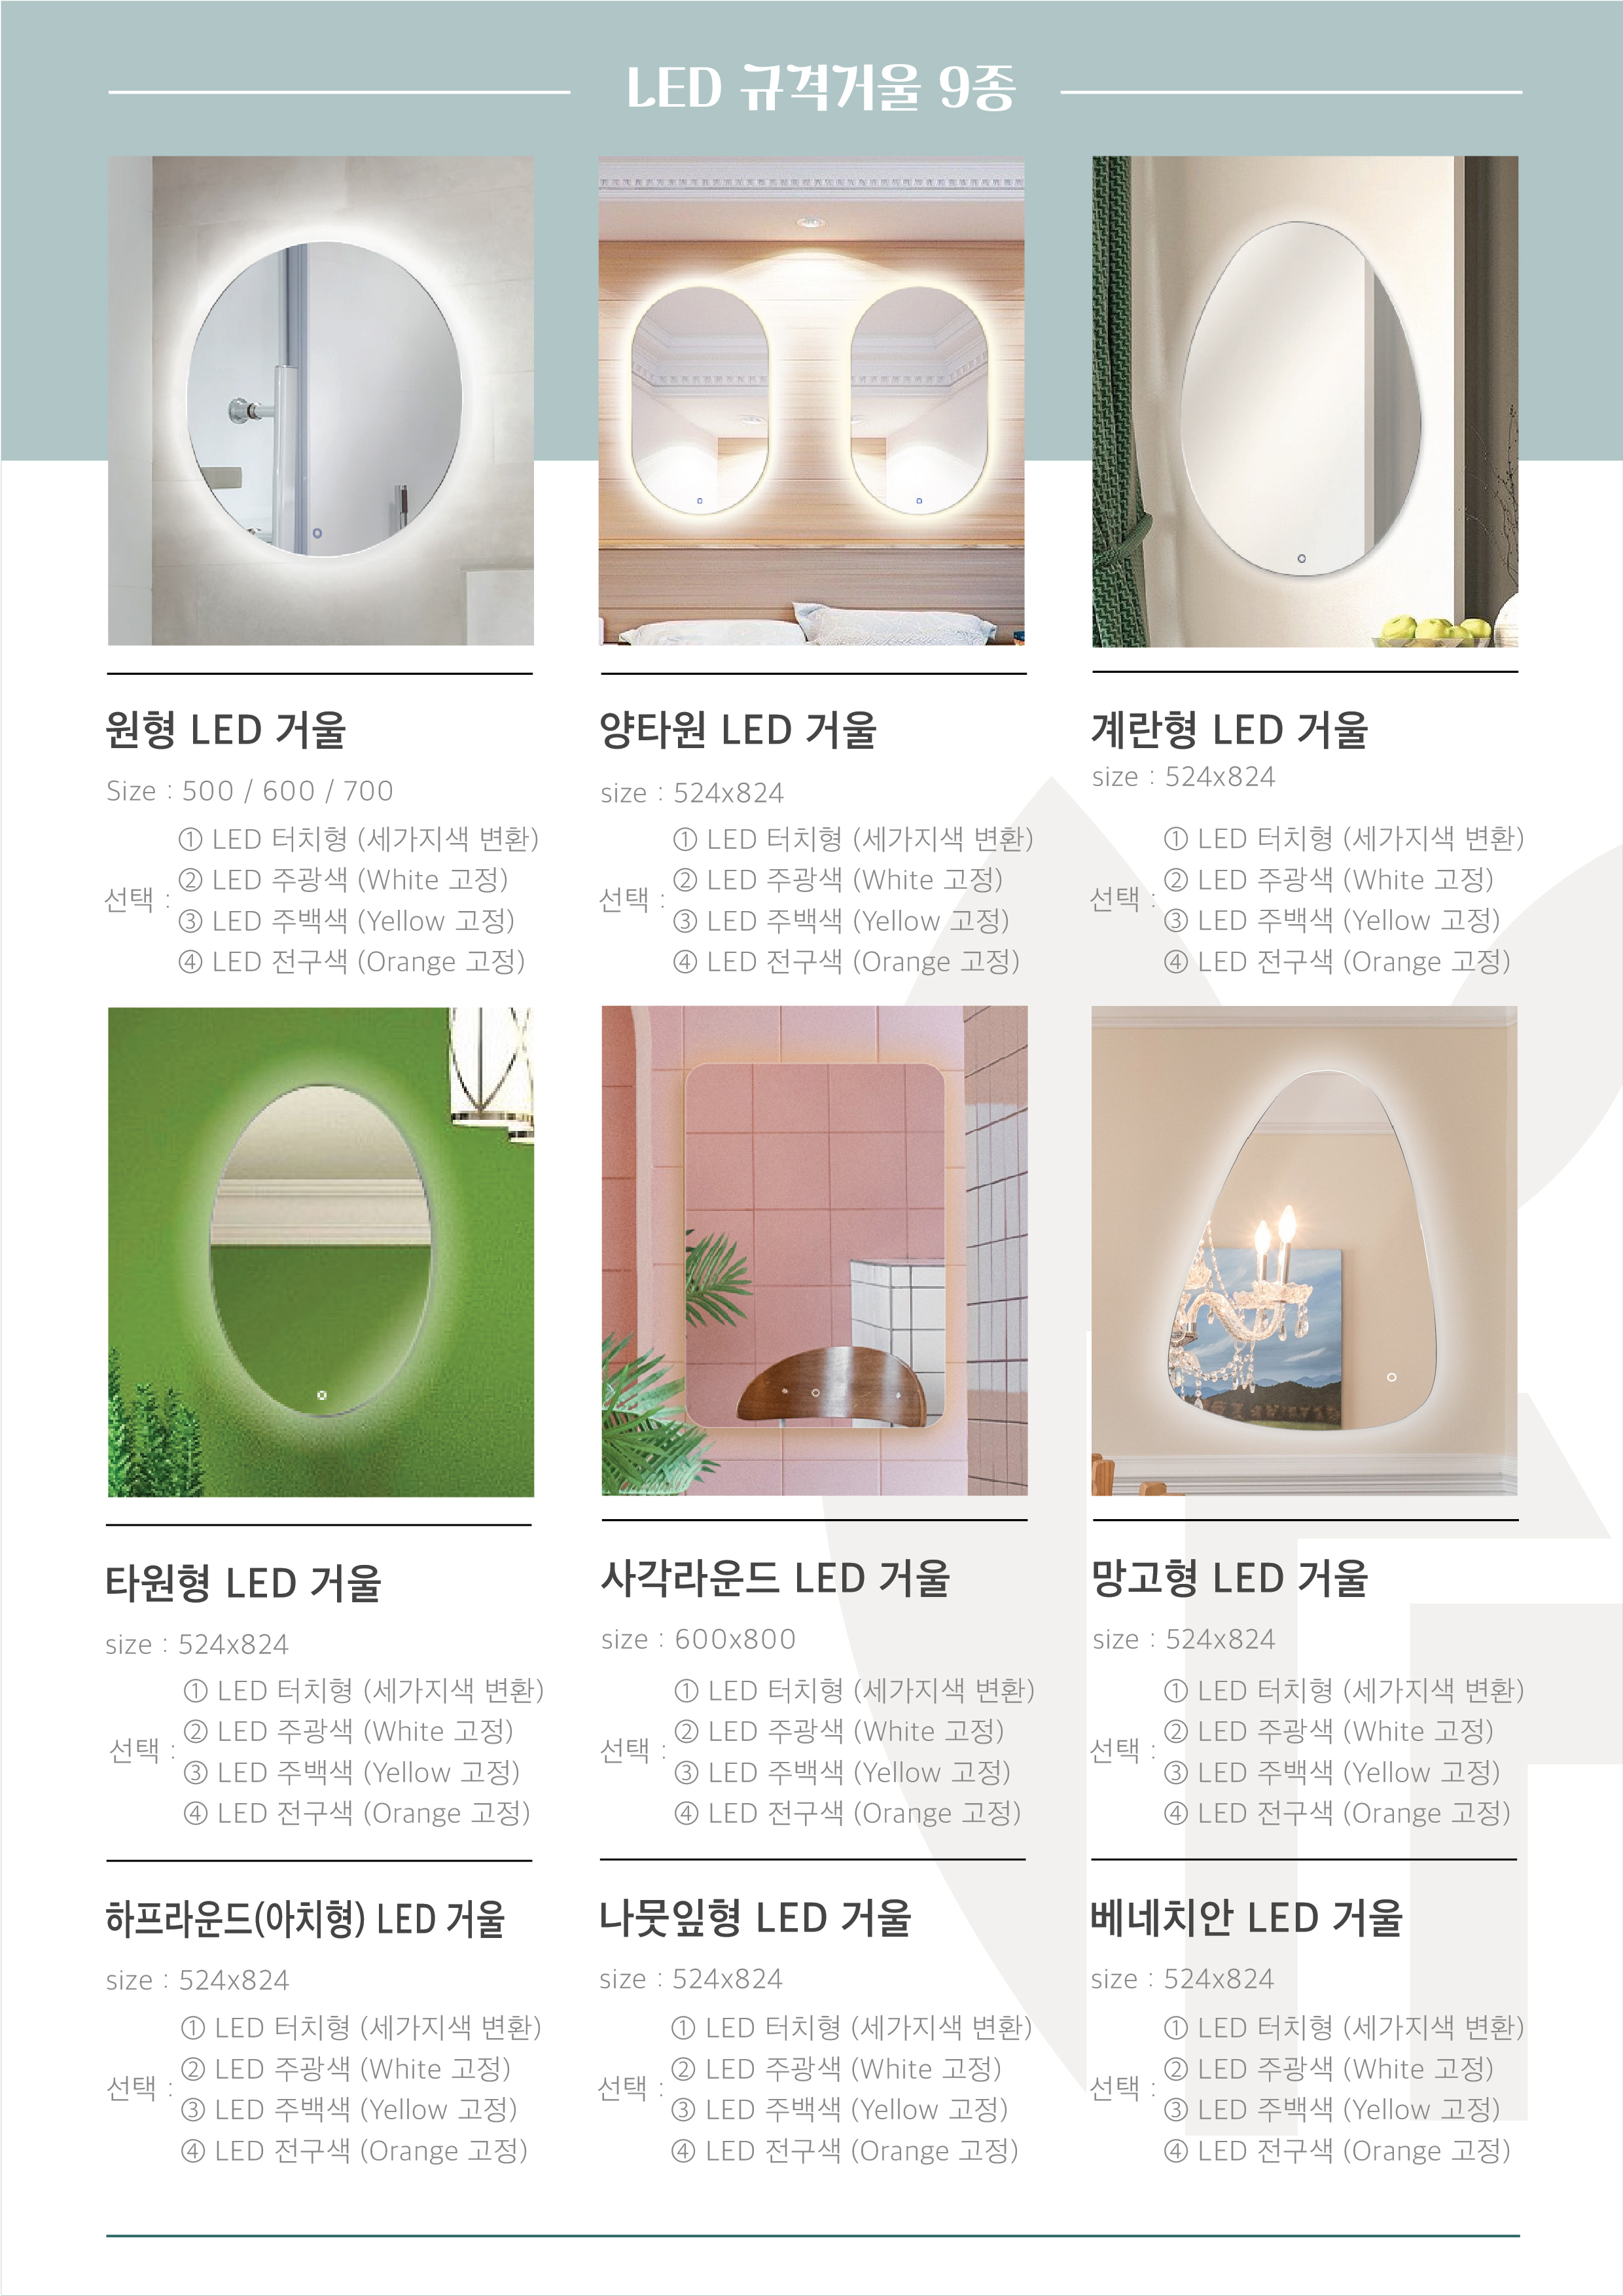 LED 규격거울 9종
원형 LED 거울
Size : 500 / 600 / 700
선택 :
① LED 터치형 (세가지색 변환)
② LED 주광색 (White 고정)
③ LED 주백색 (Yellow 고정)
④ LED 전구색 (Orange 고정)
양타원 LED 거울
size : 524x824
선택 :
① LED 터치형 (세가지색 변환)
② LED 주광색 (White 고정)
③ LED 주백색 (Yellow 고정)
④ LED 전구색 (Orange 고정)
계란형 LED 거울
size : 524x824
선택 :
① LED 터치형 (세가지색 변환)
② LED 주광색 (White 고정)
③ LED 주백색 (Yellow 고정)
④ LED 전구색 (Orange 고정)
타원형 LED 거울
size : 524x824
선택 :
① LED 터치형 (세가지색 변환)
② LED 주광색 (White 고정)
③ LED 주백색 (Yellow 고정)
④ LED 전구색 (Orange 고정)
사각라운드 LED 거울
size : 600x800
선택 :
① LED 터치형 (세가지색 변환)
② LED 주광색 (White 고정)
③ LED 주백색 (Yellow 고정)
④ LED 전구색 (Orange 고정)
망고형 LED 거울
size : 524x824
선택 :
① LED 터치형 (세가지색 변환)
② LED 주광색 (White 고정)
③ LED 주백색 (Yellow 고정)
④ LED 전구색 (Orange 고정)
하프라운드(아치형) LED 거울
size : 524x824
선택 :
① LED 터치형 (세가지색 변환)
② LED 주광색 (White 고정)
③ LED 주백색 (Yellow 고정)
④ LED 전구색 (Orange 고정)
나뭇잎형 LED 거울
size : 524x824
선택 :
① LED 터치형 (세가지색 변환)
② LED 주광색 (White 고정)
③ LED 주백색 (Yellow 고정)
④ LED 전구색 (Orange 고정)
베네치안 LED 거울
size : 524x824
선택 :
① LED 터치형 (세가지색 변환)
② LED 주광색 (White 고정)
③ LED 주백색 (Yellow 고정)
④ LED 전구색 (Orange 고정)